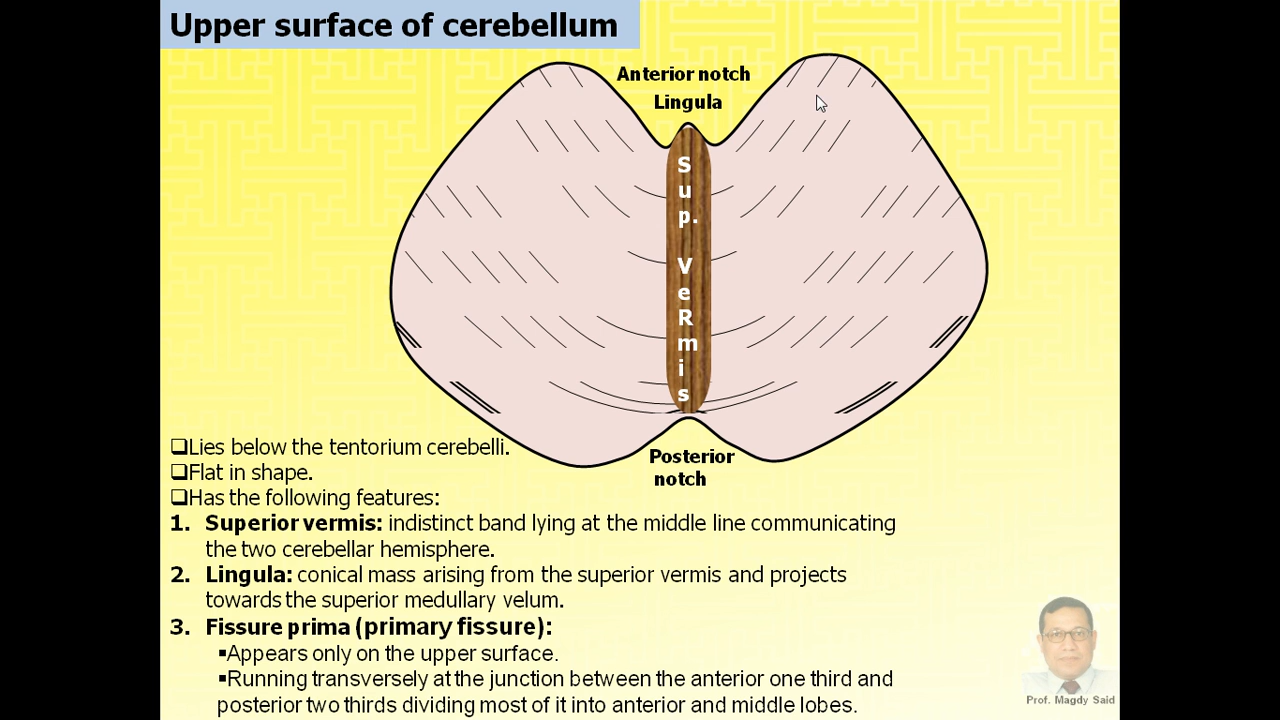 Upper surface of cerebellum
Anterior notch
Lingula
Sup. VeRmis
Posterior
notch
❑Lies below the tentorium cerebelli.
❑Flat in shape.
❑Has the following features:
1. Superior vermis: indistinct band lying at the middle line communicating
the two cerebellar hemisphere.
2. Lingula: conical mass arising from the superior vermis and projects
towards the superior medullary velum.
3. Fissure prima (primary fissure):
▪Appears only on the upper surface.
▪Running transversely at the junction between the anterior one third and
posterior two thirds dividing most of it into anterior and middle lobes.
Prof. Magdy Said